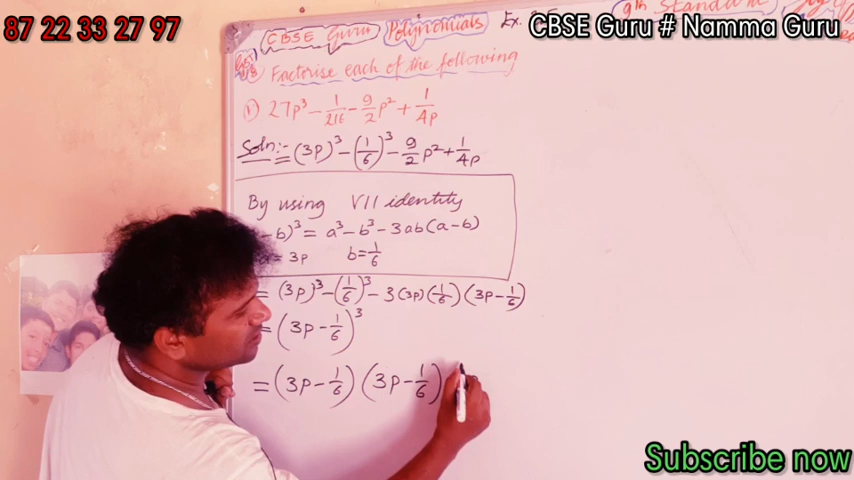 87 22 33 27 97
CBSE Guru # Namma Guru
CBSE Guru Polynomials Ex.
9th Standard
Factorise each of the following
27p³ - 1/216 - 9/2 p² + 1/4p
Soln:- (3p)³ - (1/6)³ - 9/2 p² + 1/4p
By using VII identity
- b)³ = a³ - b³ - 3ab(a - b)
= 3p b = 1/6
= (3p)³ - (1/6)³ - 3(3p)(1/6)(3p - 1/6)
= (3p - 1/6)³
= (3p - 1/6) (3p - 1/6)
Subscribe now